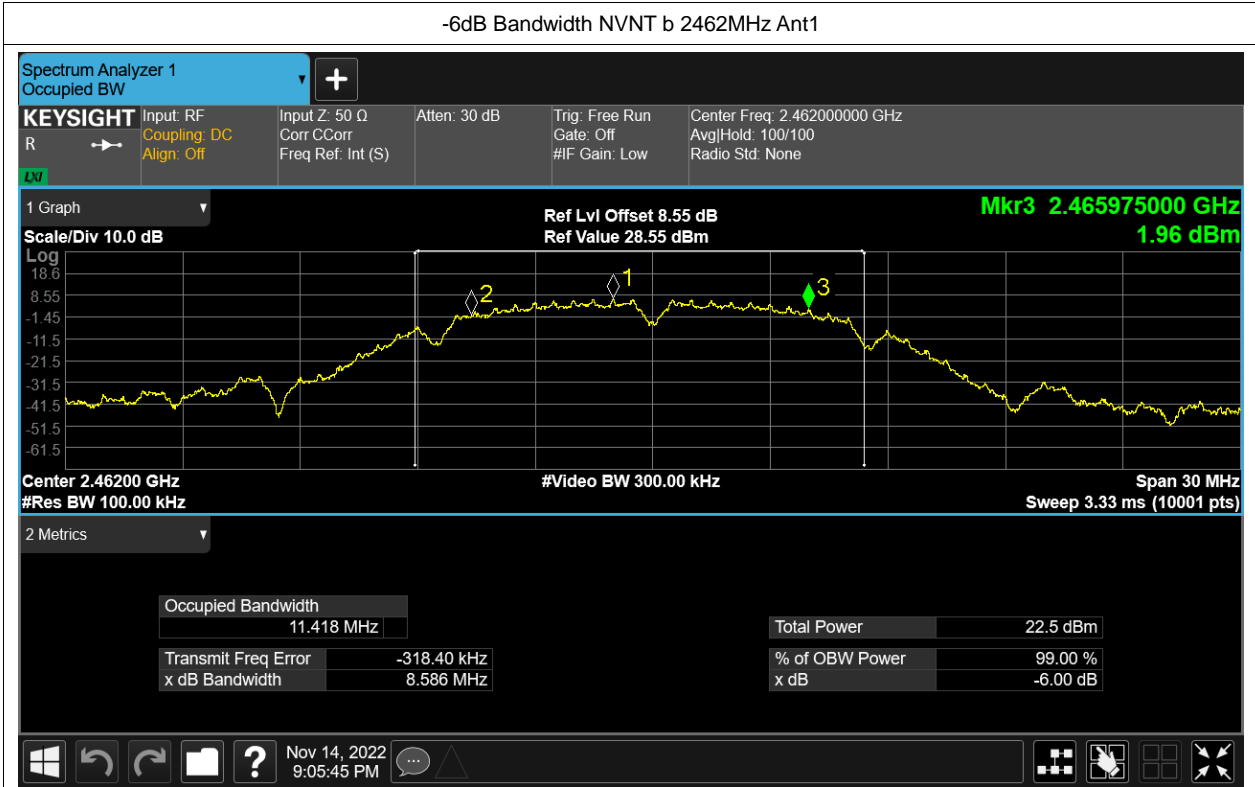 -6dB Bandwidth NVNT b 2462MHz Ant1
Spectrum Analyzer 1
Occupied BW
KEYSIGHT
R
LXI
Input: RF
Coupling: DC
Align: Off
Input Z: 50 Ω
Corr CCorr
Freq Ref: Int (S)
Atten: 30 dB
Trig: Free Run
Gate: Off
#IF Gain: Low
Center Freq: 2.462000000 GHz
Avg|Hold: 100/100
Radio Std: None
1 Graph
Scale/Div 10.0 dB
Ref Lvl Offset 8.55 dB
Ref Value 28.55 dBm
Mkr3 2.465975000 GHz
1.96 dBm
Log
18.6
8.55
-1.45
-11.5
-21.5
-31.5
-41.5
-51.5
-61.5
2
1
3
Center 2.46200 GHz
#Res BW 100.00 kHz
#Video BW 300.00 kHz
Span 30 MHz
Sweep 3.33 ms (10001 pts)
2 Metrics
Occupied Bandwidth
11.418 MHz
Transmit Freq Error -318.40 kHz
x dB Bandwidth 8.586 MHz
Total Power 22.5 dBm
% of OBW Power 99.00 %
x dB -6.00 dB
?
Nov 14, 2022
9:05:45 PM